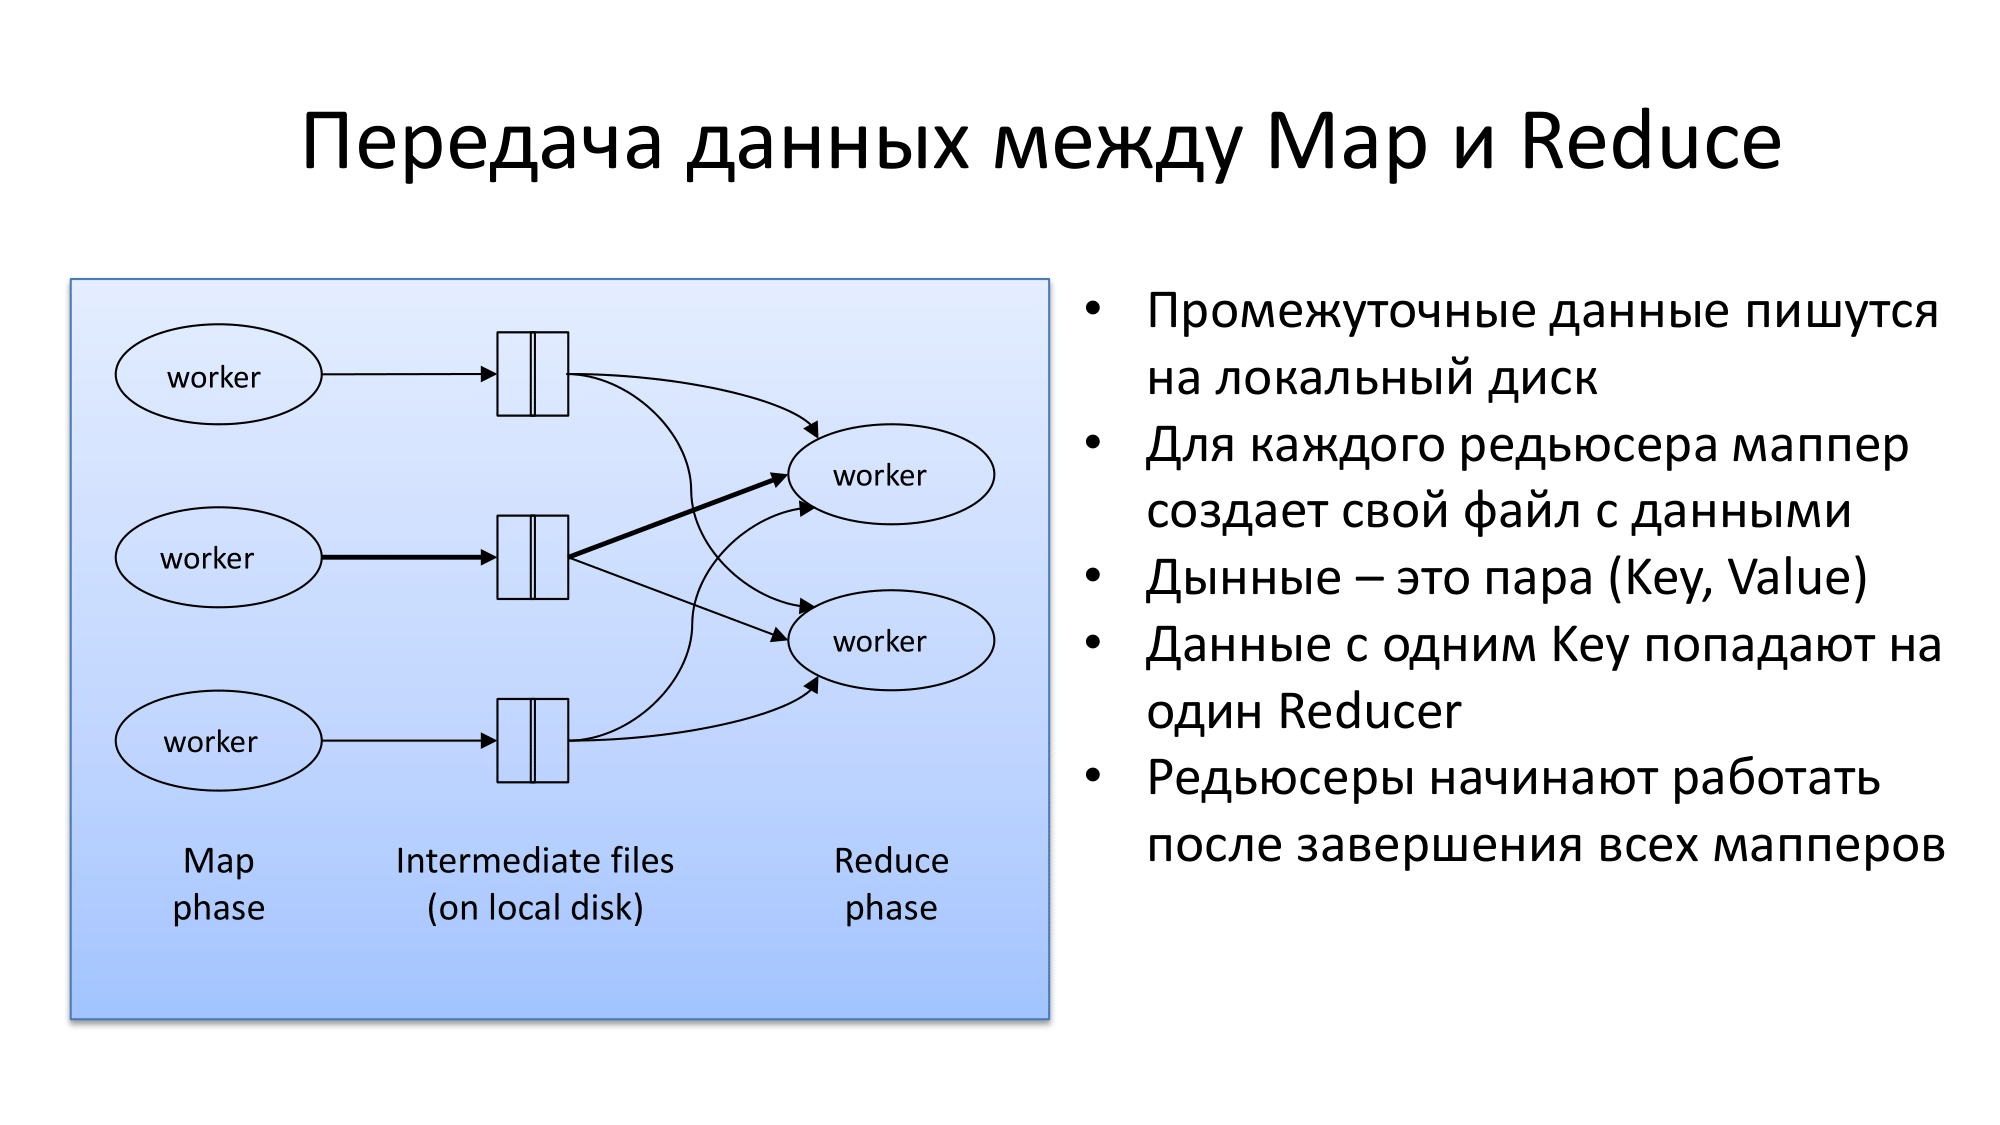 Передача данных между Map и Reduce
worker
worker
worker
worker
worker
Map
phase
Intermediate files
(on local disk)
Reduce
phase
• Промежуточные данные пишутся
на локальный диск
• Для каждого редьюсера маппер
создает свой файл с данными
• Дынные – это пара (Key, Value)
• Данные с одним Key попадают на
один Reducer
• Редьюсеры начинают работать
после завершения всех мапперов